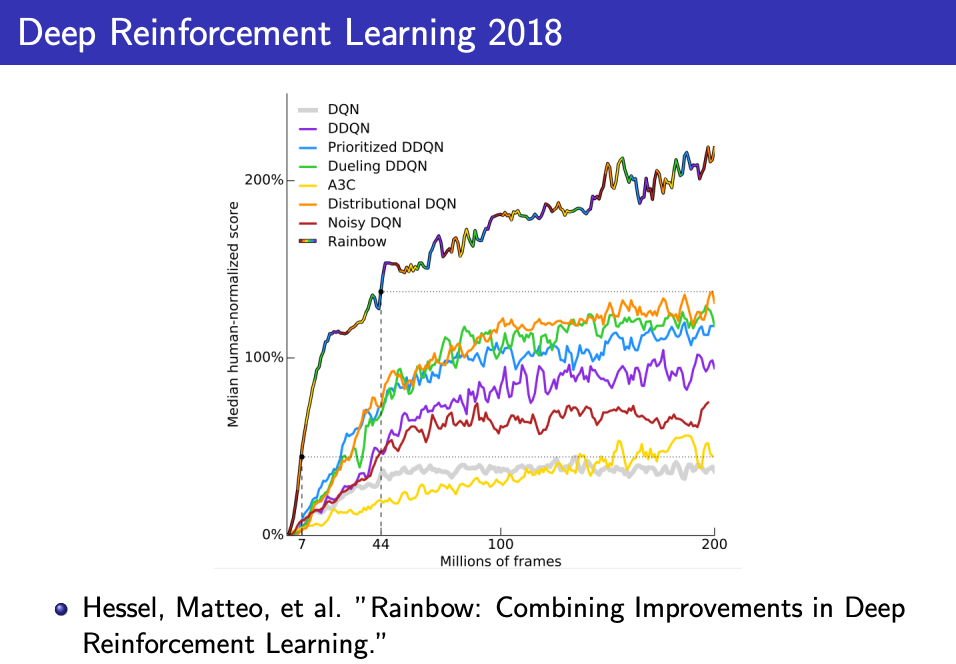 Deep Reinforcement Learning 2018
DQN
DDQN
Prioritized DDQN
Dueling DDQN
A3C
Distributional DQN
Noisy DQN
Rainbow
200%
100%
0%
Median human-normalized score
7 44 100 200
Millions of frames
Hessel, Matteo, et al. ”Rainbow: Combining Improvements in Deep
Reinforcement Learning.”